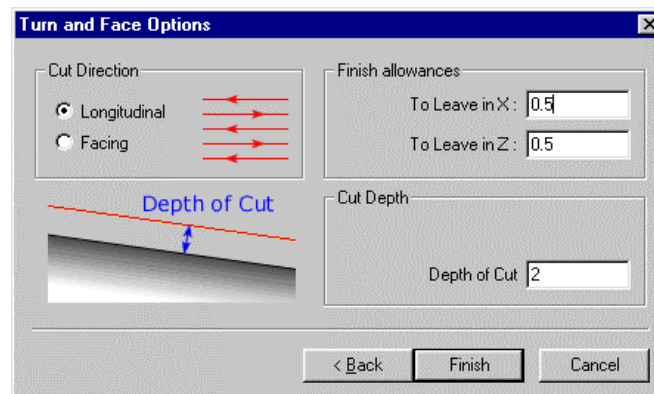 Turn and Face Options
Cut Direction
Longitudinal
Facing
Finish allowances
To Leave in X : 0.5
To Leave in Z : 0.5
Depth of Cut
Cut Depth
Depth of Cut 2
< Back Finish Cancel